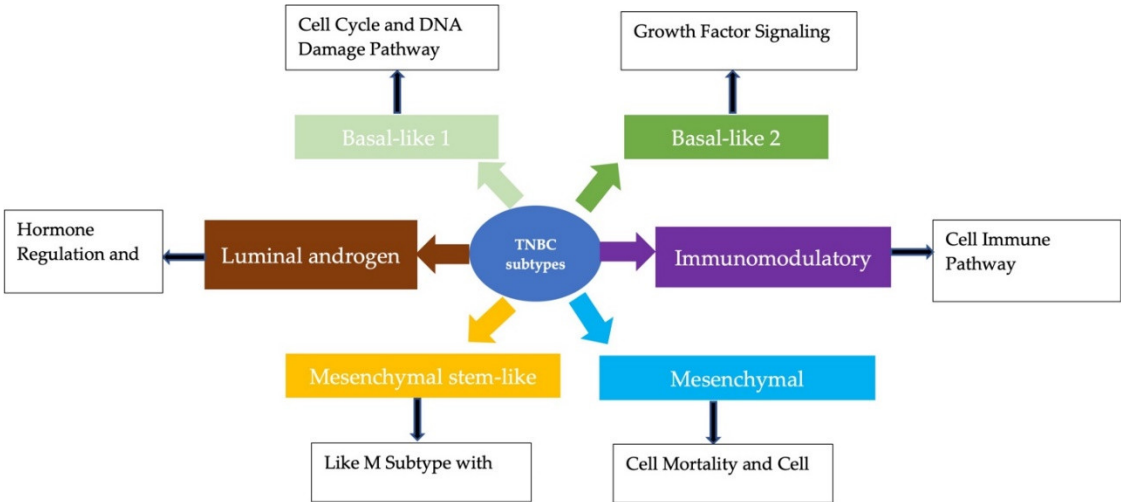 Cell Cycle and DNA
Damage Pathway
Growth Factor Signaling
Basal-like 1
Basal-like 2
Hormone
Regulation and
Luminal androgen
TNBC
subtypes
Immunomodulatory
Cell Immune
Pathway
Mesenchymal stem-like
Mesenchymal
Like M Subtype with
Cell Mortality and Cell